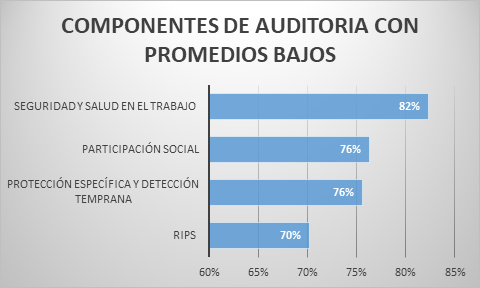 COMPONENTES DE AUDITORIA CON
PROMEDIOS BAJOS
SEGURIDAD Y SALUD EN EL TRABAJO
82%
PARTICIPACIÓN SOCIAL
76%
PROTECCIÓN ESPECÍFICA Y DETECCIÓN
TEMPRANA
76%
RIPS
70%
60% 65% 70% 75% 80% 85%